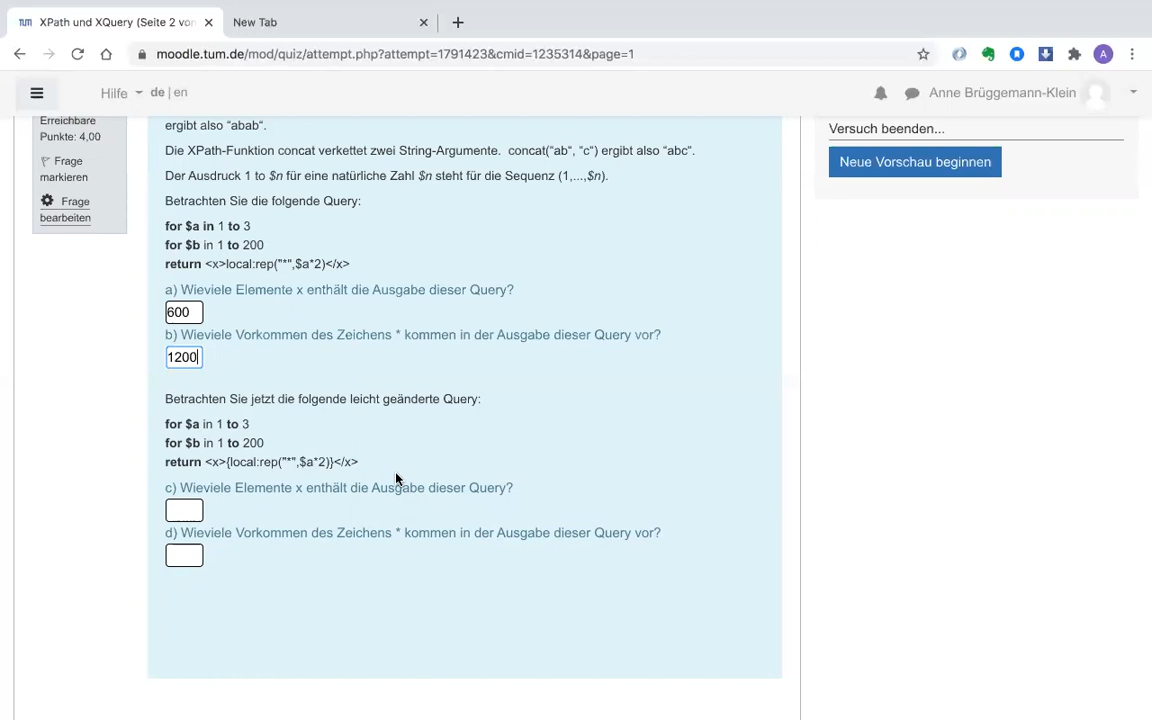 XPath und XQuery (Seite 2 von
New Tab
moodle.tum.de/mod/quiz/attempt.php?attempt=1791423&cmid=1235314&page=1
Hilfe de | en
Anne Brüggemann-Klein
Erreichbare
Punkte: 4,00
Frage
markieren
Frage
bearbeiten
ergibt also “abab“.
Die XPath-Funktion concat verkettet zwei String-Argumente. concat(“ab“, “c“) ergibt also “abc“.
Der Ausdruck 1 to $n für eine natürliche Zahl $n steht für die Sequenz (1,...,$n).
Betrachten Sie die folgende Query:
for $a in 1 to 3
for $b in 1 to 200
return <x>local:rep("*",$a*2)</x>
a) Wieviele Elemente x enthält die Ausgabe dieser Query?
600
b) Wieviele Vorkommen des Zeichens * kommen in der Ausgabe dieser Query vor?
1200
Betrachten Sie jetzt die folgende leicht geänderte Query:
for $a in 1 to 3
for $b in 1 to 200
return <x>{local:rep("*",$a*2)}</x>
c) Wieviele Elemente x enthält die Ausgabe dieser Query?
d) Wieviele Vorkommen des Zeichens * kommen in der Ausgabe dieser Query vor?
Versuch beenden...
Neue Vorschau beginnen
A